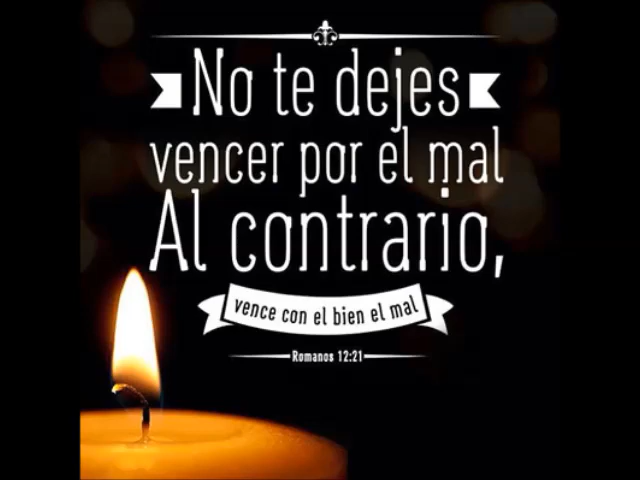 No te dejes
vencer por el mal
Al contrario,
vence con el bien el mal
Romanos 12:21